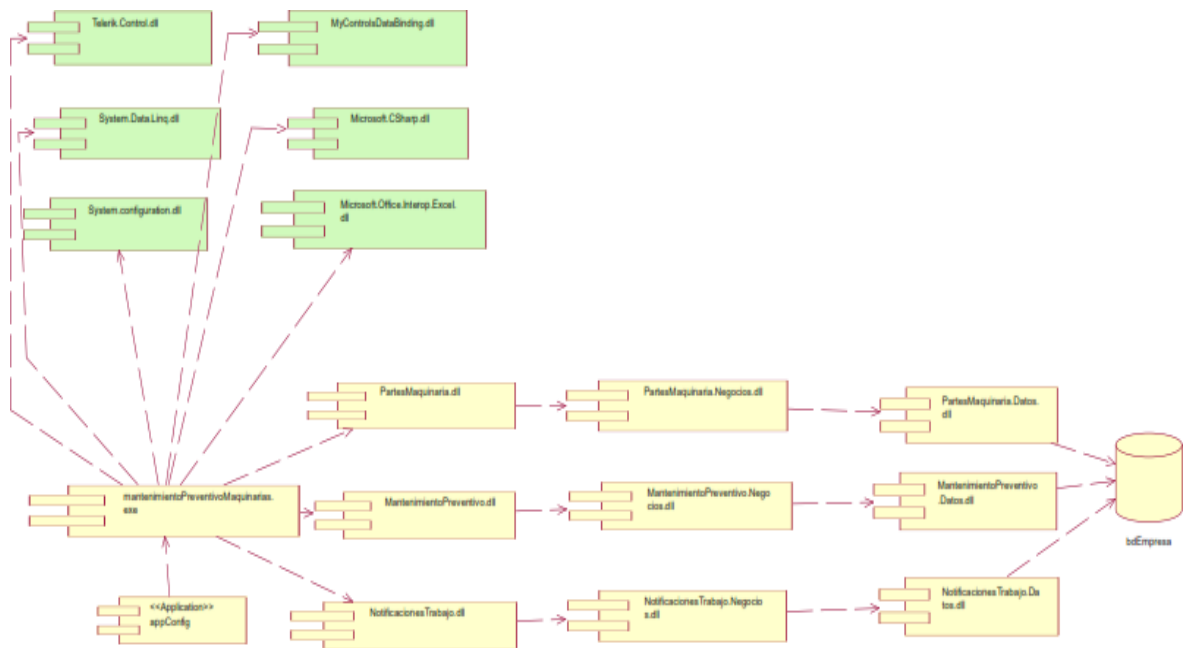 Telerik.Control.dll
MyControlsDataBinding.dll
System.Data.Linq.dll
Microsoft.CSharp.dll
System.configuration.dll
Microsoft.Office.Interop.Excel.
dll
PartesMaquinaria.dll
PartesMaquinaria.Negocios.dll
PartesMaquinaria.Datos.
dll
mantenimientoPreventivoMaquinarias.
exe
MantenimientoPreventivo.dll
MantenimientoPreventivo.Nego
cios.dll
MantenimientoPreventivo
.Datos.dll
bdEmpresa
<<Application>>
appConfig
NotificacionesTrabajo.dll
NotificacionesTrabajo.Negocio
s.dll
NotificacionesTrabajo.Da
tos.dll